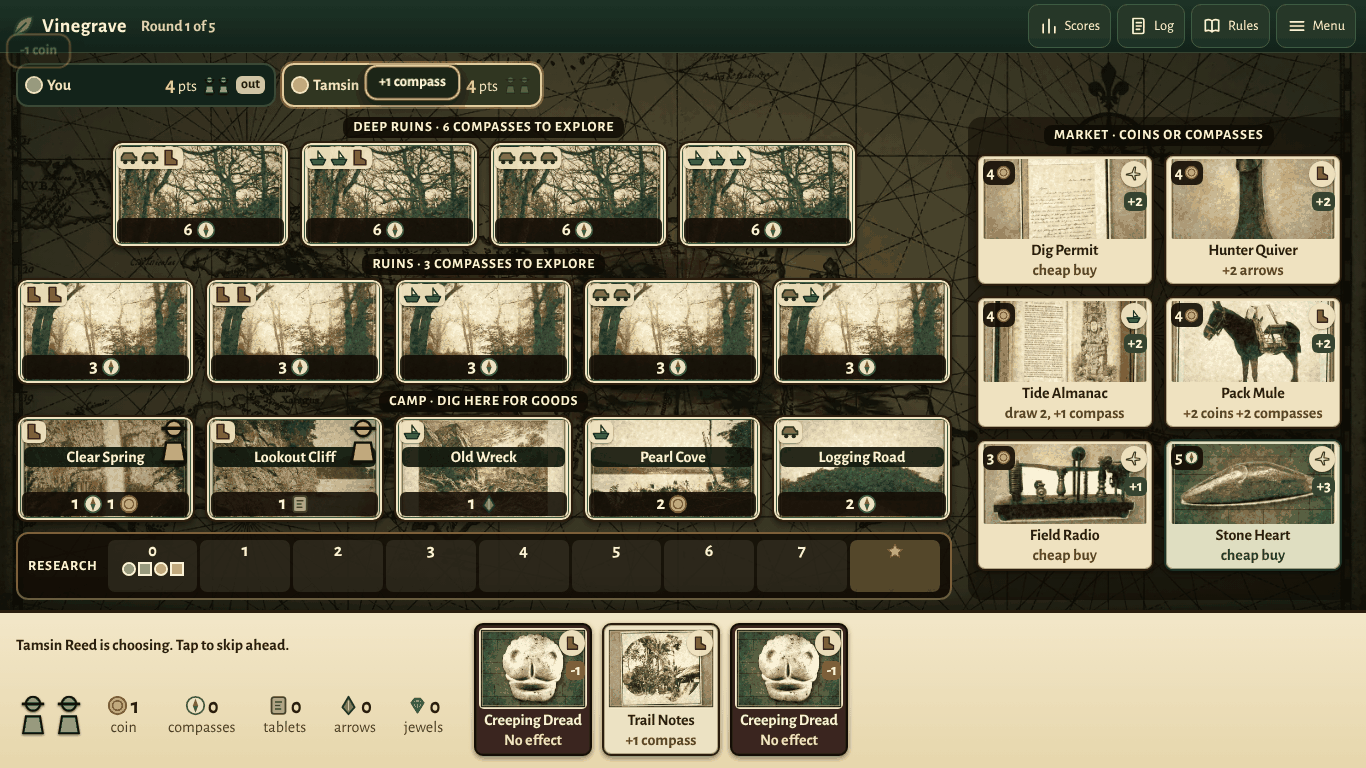 Vinegrave
Round 1 of 5
Scores
Log
Rules
Menu
-1 coin
You
4 pts
out
Tamsin
+1 compass
4 pts
DEEP RUINS · 6 COMPASSES TO EXPLORE
6
6
6
6
RUINS · 3 COMPASSES TO EXPLORE
3
3
3
3
3
CAMP · DIG HERE FOR GOODS
Clear Spring
1 1
Lookout Cliff
1
Old Wreck
1
Pearl Cove
2
Logging Road
2
RESEARCH
0
1
2
3
4
5
6
7
MARKET · COINS OR COMPASSES
4
+2
Dig Permit
cheap buy
4
+2
Hunter Quiver
+2 arrows
4
+2
Tide Almanac
draw 2, +1 compass
4
+2
Pack Mule
+2 coins +2 compasses
3
+1
Field Radio
cheap buy
5
+3
Stone Heart
cheap buy
Tamsin Reed is choosing. Tap to skip ahead.
1
coin
0
compasses
0
tablets
0
arrows
0
jewels
-1
Creeping Dread
No effect
Trail Notes
+1 compass
-1
Creeping Dread
No effect